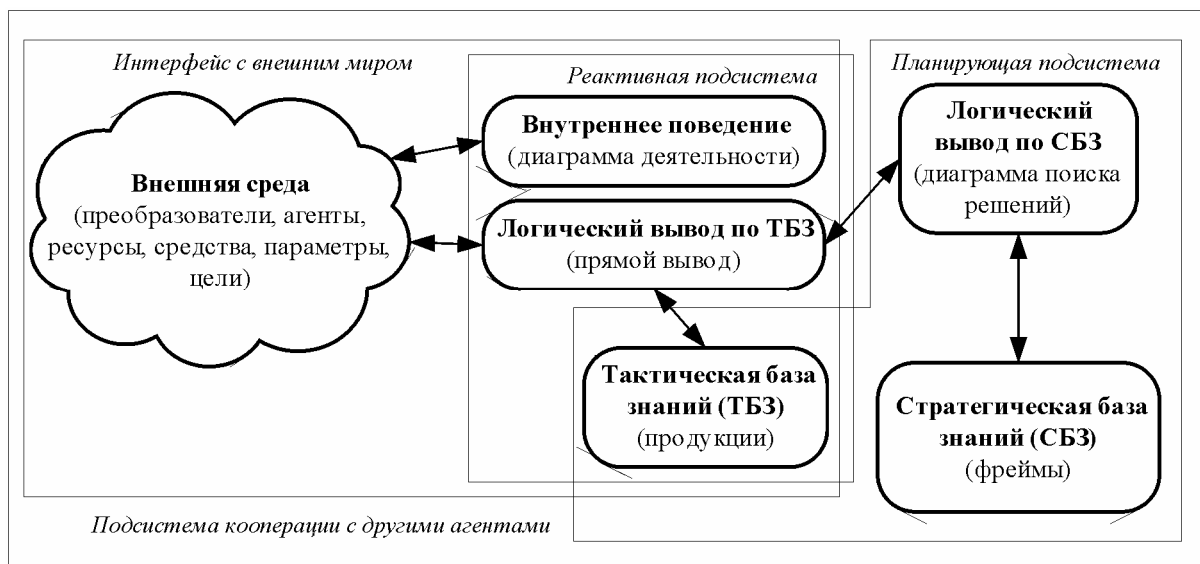 Интерфейс с внешним миром
Реактивная подсистема
Планирующая подсистема
Внешняя среда
(преобразователи, агенты,
ресурсы, средства, параметры,
цели)
Внутреннее поведение
(диаграмма деятельности)
Логический вывод по ТБЗ
(прямой вывод)
Тактическая база
знаний (ТБЗ)
(продукции)
Логический
вывод по СБЗ
(диаграмма поиска
решений)
Стратегическая база
знаний (СБЗ)
(фреймы)
Подсистема кооперации с другими агентами